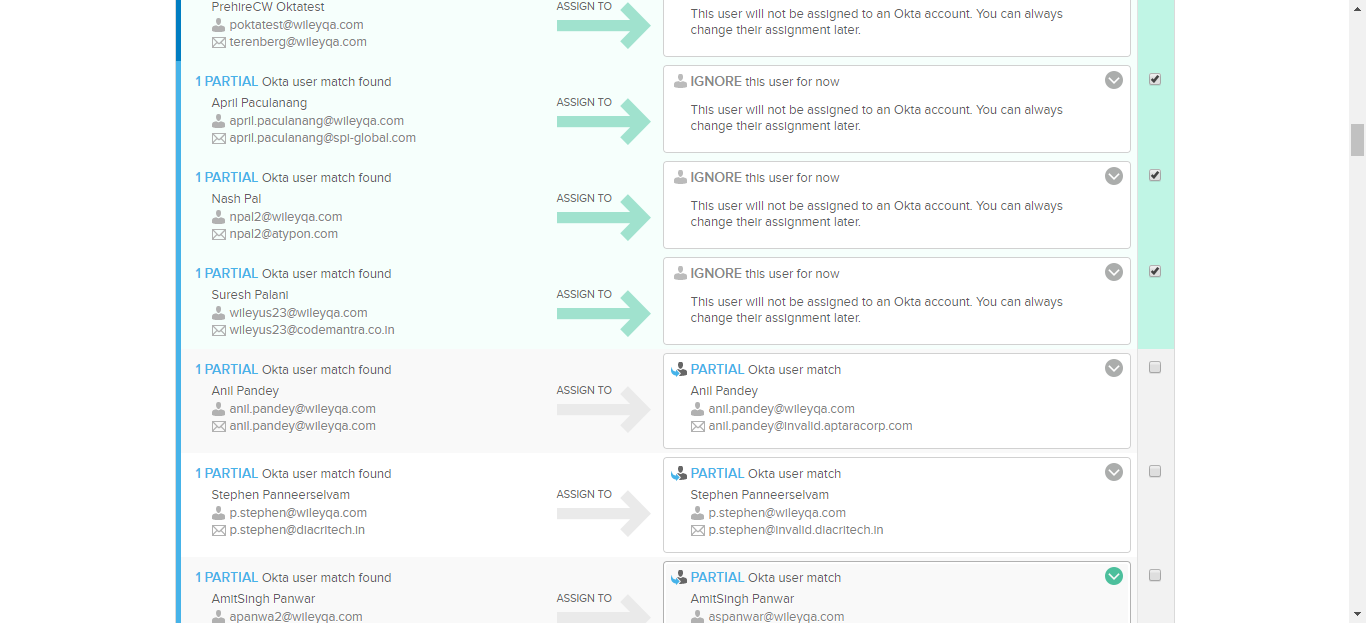 PrehireCW Oktatest
poktatest@wileyqa.com
terenberg@wileyqa.com
ASSIGN TO
This user will not be assigned to an Okta account. You can always
change their assignment later.
1 PARTIAL Okta user match found
April Paculanang
april.paculanang@wileyqa.com
april.paculanang@spi-global.com
ASSIGN TO
IGNORE this user for now
This user will not be assigned to an Okta account. You can always
change their assignment later.
1 PARTIAL Okta user match found
Nash Pal
npal2@wileyqa.com
npal2@atypon.com
ASSIGN TO
IGNORE this user for now
This user will not be assigned to an Okta account. You can always
change their assignment later.
1 PARTIAL Okta user match found
Suresh Palani
wileyus23@wileyqa.com
wileyus23@codemantra.co.in
ASSIGN TO
IGNORE this user for now
This user will not be assigned to an Okta account. You can always
change their assignment later.
1 PARTIAL Okta user match found
Anil Pandey
anil.pandey@wileyqa.com
anil.pandey@wileyqa.com
ASSIGN TO
PARTIAL Okta user match
Anil Pandey
anil.pandey@wileyqa.com
anil.pandey@invalid.aptaracorp.com
1 PARTIAL Okta user match found
Stephen Panneerselvam
p.stephen@wileyqa.com
p.stephen@diacritech.in
ASSIGN TO
PARTIAL Okta user match
Stephen Panneerselvam
p.stephen@wileyqa.com
p.stephen@invalid.diacritech.in
1 PARTIAL Okta user match found
AmitSingh Panwar
apanwa2@wileyqa.com
ASSIGN TO
PARTIAL Okta user match
AmitSingh Panwar
aspanwar@wileyqa.com